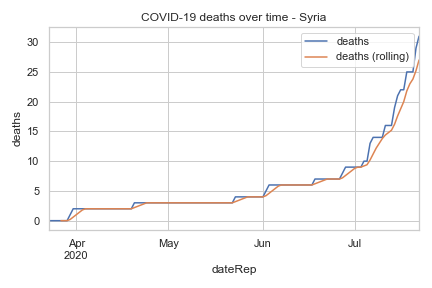 COVID-19 deaths over time - Syria
deaths
deaths (rolling)
deaths
30
25
20
15
10
5
0
Apr May Jun Jul
2020
dateRep